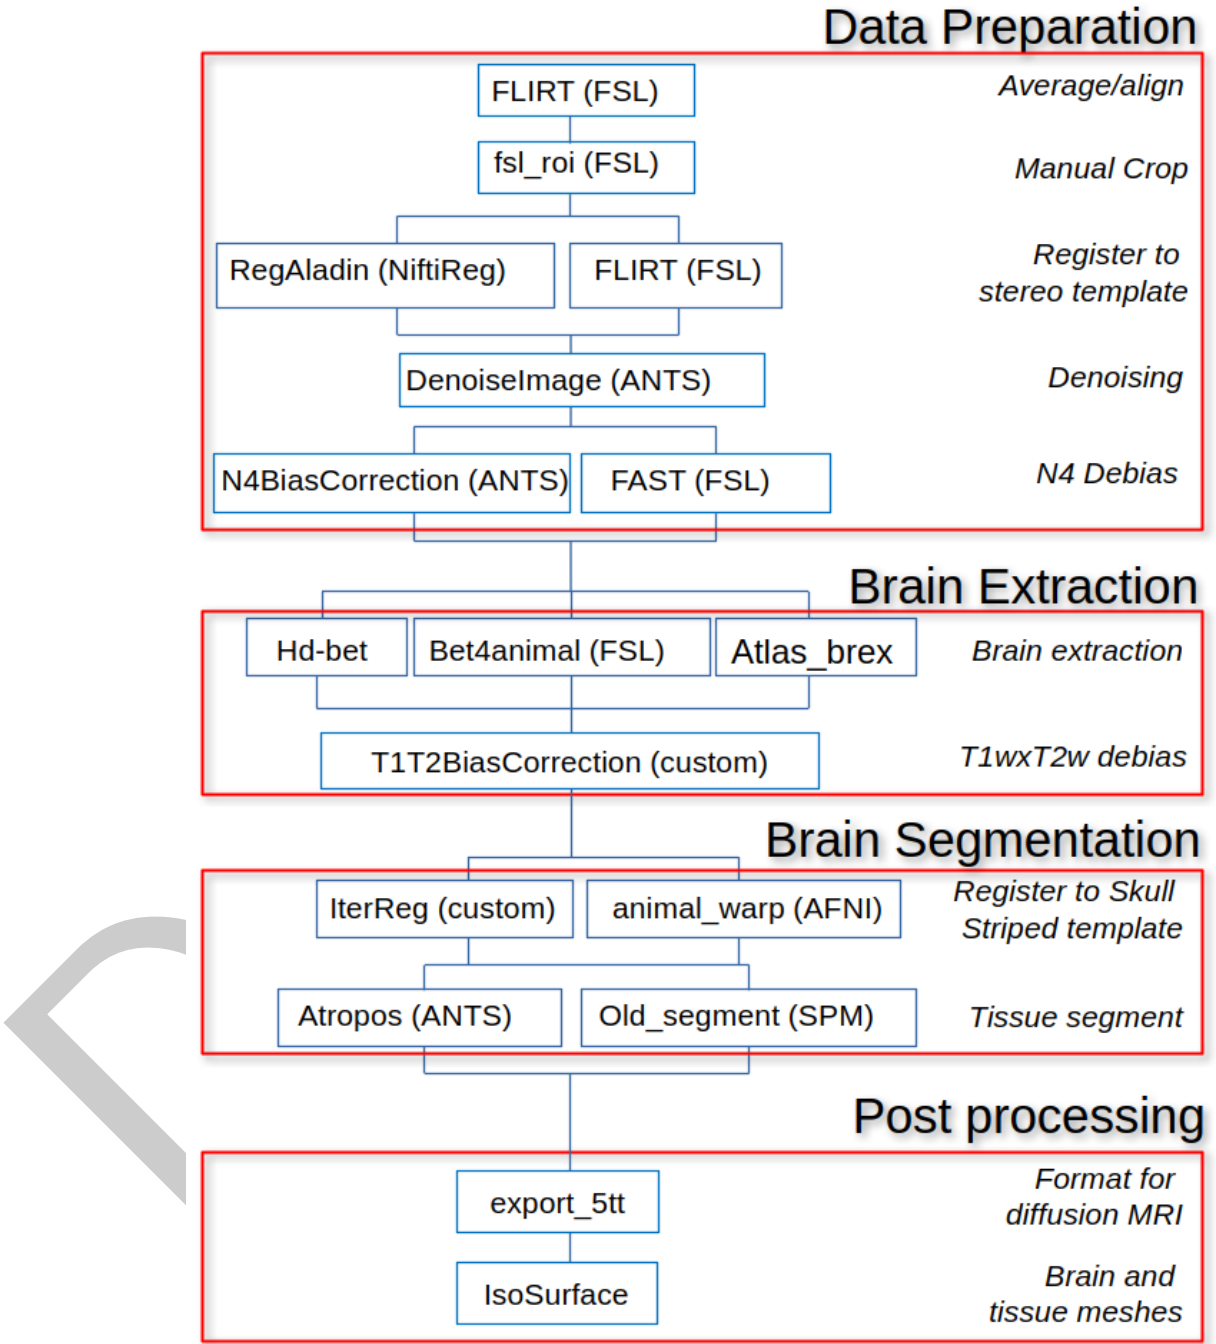 Data Preparation
FLIRT (FSL)
Average/align
fsl_roi (FSL)
Manual Crop
RegAladin (NiftiReg)
FLIRT (FSL)
Register to
stereo template
DenoiseImage (ANTS)
Denoising
N4BiasCorrection (ANTS)
FAST (FSL)
N4 Debias
Brain Extraction
Hd-bet
Bet4animal (FSL)
Atlas_brex
Brain extraction
T1T2BiasCorrection (custom)
T1wxT2w debias
Brain Segmentation
IterReg (custom)
animal_warp (AFNI)
Register to Skull
Striped template
Atropos (ANTS)
Old_segment (SPM)
Tissue segment
Post processing
export_5tt
Format for
diffusion MRI
IsoSurface
Brain and
tissue meshes